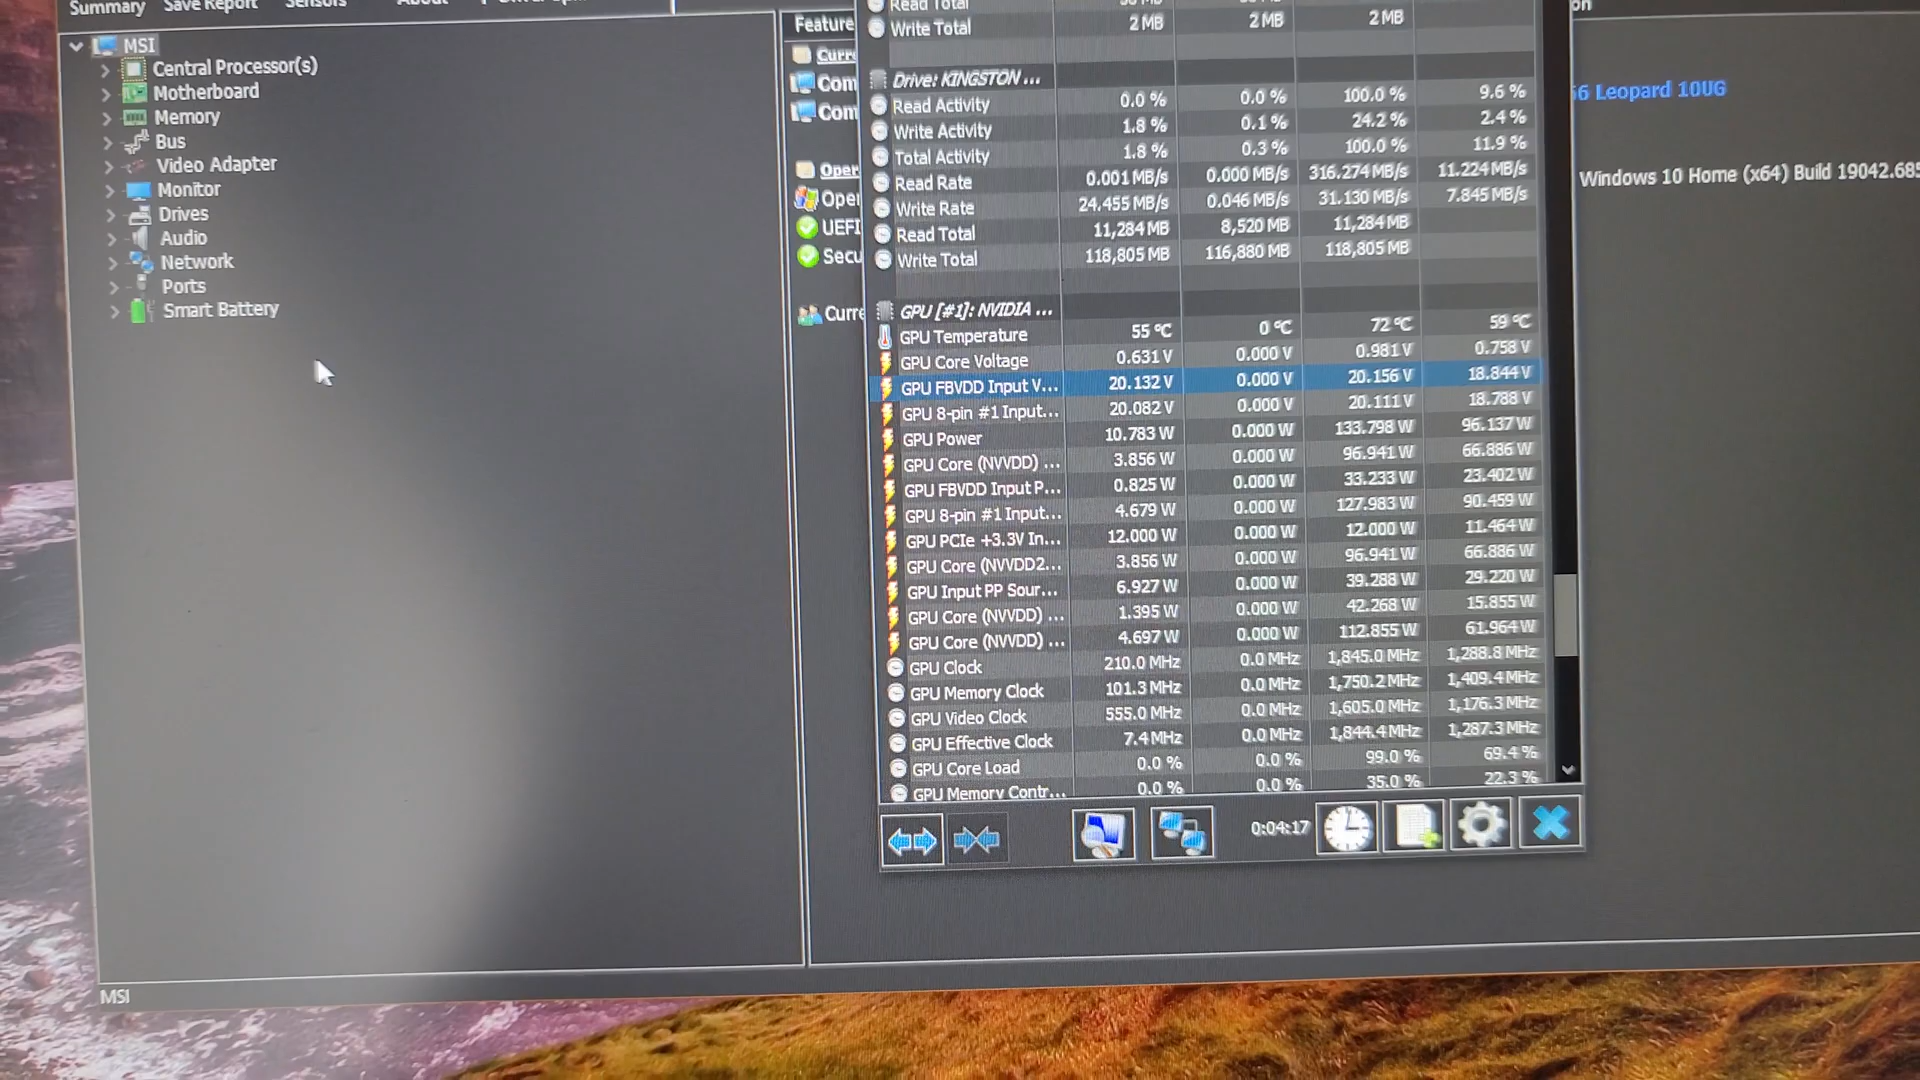 Summary Save Report Sensors About
MSI
Central Processor(s)
Motherboard
Memory
Bus
Video Adapter
Monitor
Drives
Audio
Network
Ports
Smart Battery
MSI
Feature
Curre
Com
Com
Oper
Oper
UEFI
Secu
Curre
Read Total
Write Total 2 MB 2 MB 2 MB
Drive: KINGSTON ...
Read Activity 0.0 % 0.0 % 100.0 % 9.6 %
Write Activity 1.8 % 0.1 % 24.2 % 2.4 %
Total Activity 1.8 % 0.3 % 100.0 % 11.9 %
Read Rate 0.001 MB/s 0.000 MB/s 316.274 MB/s 11.224 MB/s
Write Rate 24.455 MB/s 0.046 MB/s 31.130 MB/s 7.845 MB/s
Read Total 11,284 MB 8,520 MB 11,284 MB
Write Total 118,805 MB 116,880 MB 118,805 MB
GPU [#1]: NVIDIA ...
GPU Temperature 55 °C 0 °C 72 °C 59 °C
GPU Core Voltage 0.631 V 0.000 V 0.981 V 0.758 V
GPU FBVDD Input V... 20.132 V 0.000 V 20.156 V 18.844 V
GPU 8-pin #1 Input... 20.082 V 0.000 V 20.111 V 18.788 V
GPU Power 10.783 W 0.000 W 133.798 W 96.137 W
GPU Core (NVVDD) ... 3.856 W 0.000 W 96.941 W 66.886 W
GPU FBVDD Input P... 0.825 W 0.000 W 33.233 W 23.402 W
GPU 8-pin #1 Input... 4.679 W 0.000 W 127.983 W 90.459 W
GPU PCIe +3.3V In... 12.000 W 0.000 W 12.000 W 11.464 W
GPU Core (NVVDD2... 3.856 W 0.000 W 96.941 W 66.886 W
GPU Input PP Sour... 6.927 W 0.000 W 39.288 W 29.220 W
GPU Core (NVVDD) ... 1.395 W 0.000 W 42.268 W 15.855 W
GPU Core (NVVDD) ... 4.697 W 0.000 W 112.855 W 61.964 W
GPU Clock 210.0 MHz 0.0 MHz 1,845.0 MHz 1,288.8 MHz
GPU Memory Clock 101.3 MHz 0.0 MHz 1,750.2 MHz 1,409.4 MHz
GPU Video Clock 555.0 MHz 0.0 MHz 1,605.0 MHz 1,176.3 MHz
GPU Effective Clock 7.4 MHz 0.0 MHz 1,844.4 MHz 1,287.3 MHz
GPU Core Load 0.0 % 0.0 % 99.0 % 69.4 %
GPU Memory Contr... 0.0 % 0.0 % 35.0 % 22.3 %
0:04:17
on
66 Leopard 10UG
Windows 10 Home (x64) Build 19042.685